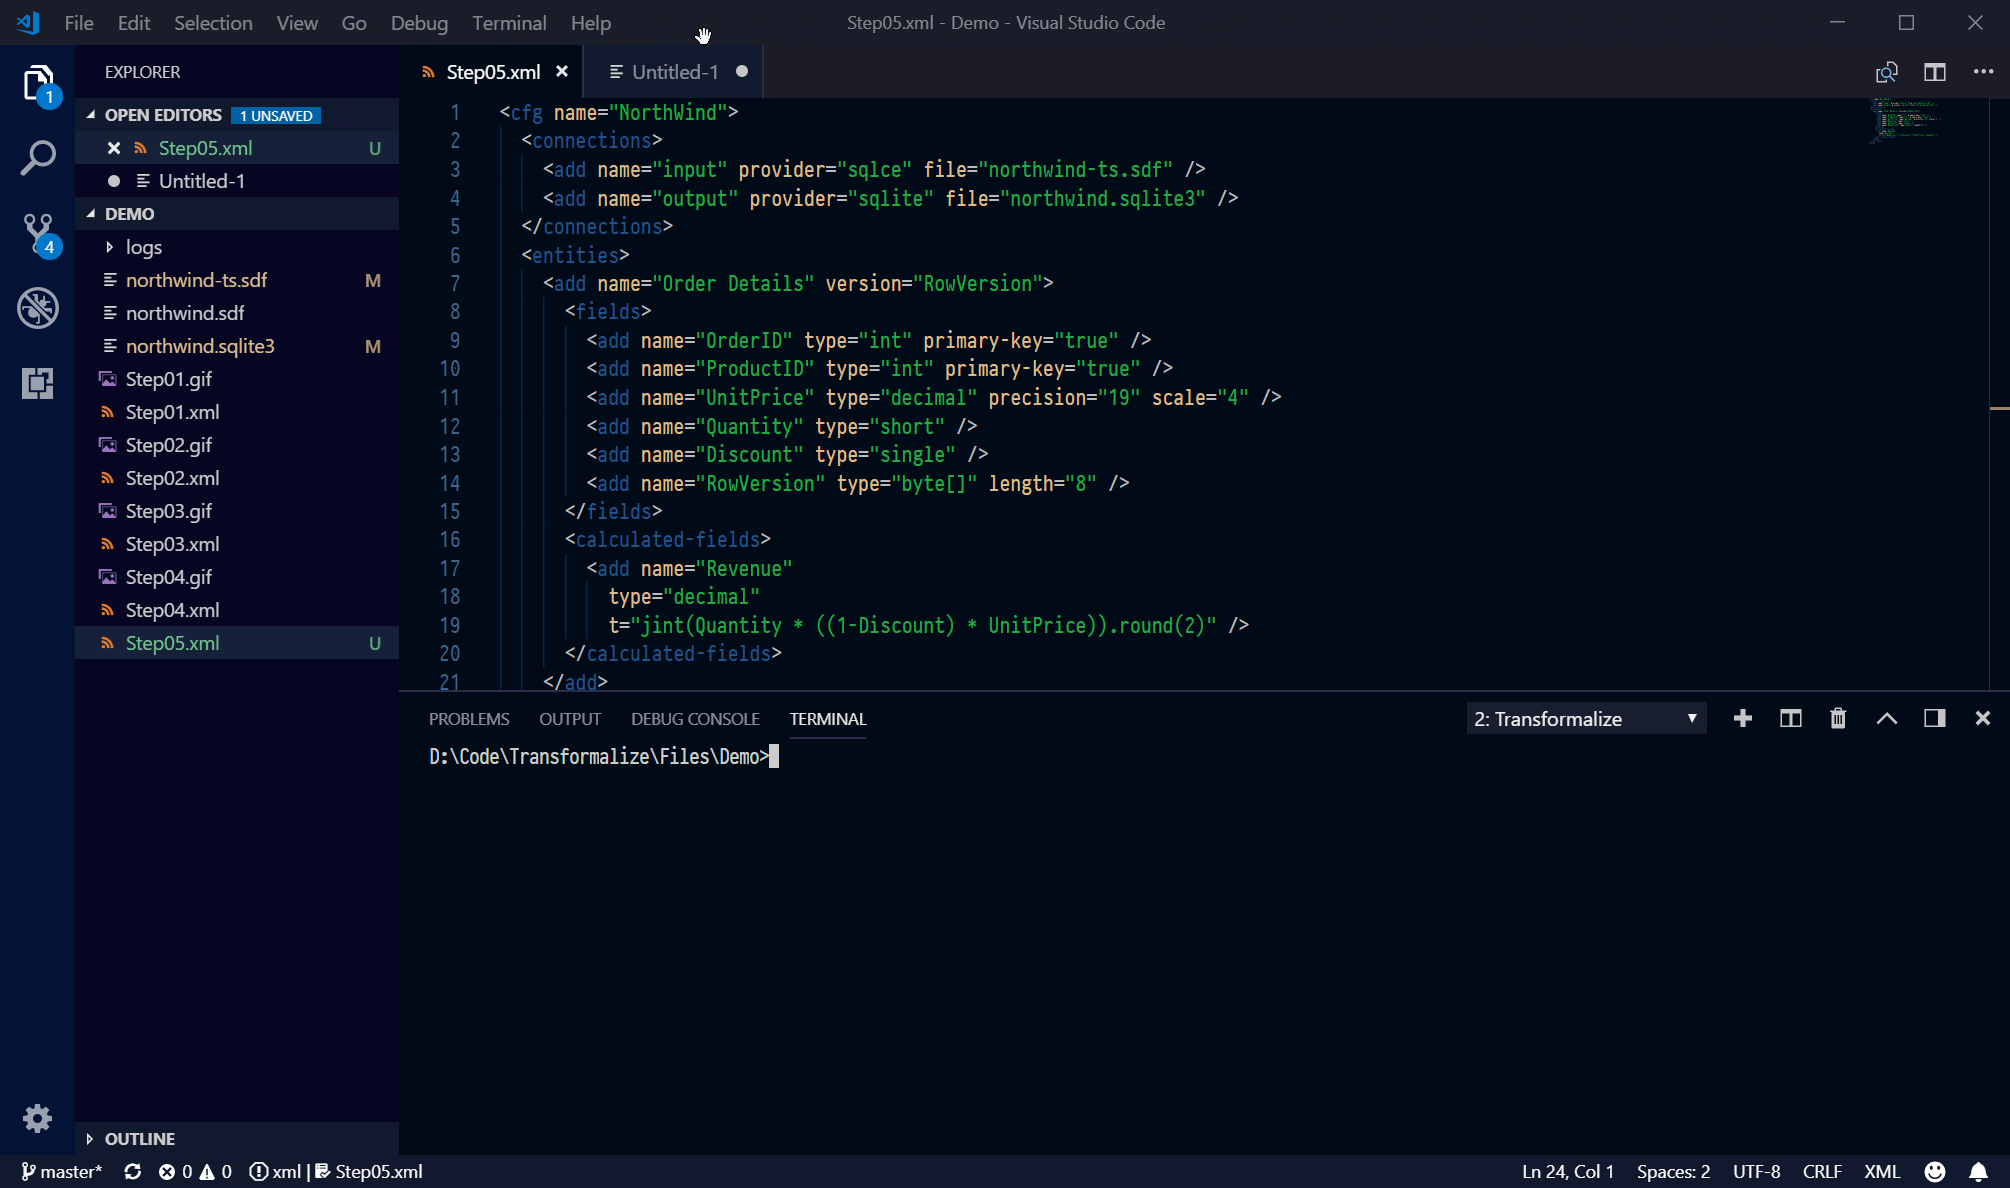 File Edit Selection View Go Debug Terminal Help Step05.xml - Demo - Visual Studio Code
EXPLORER
1
OPEN EDITORS 1 UNSAVED
Step05.xml U
Untitled-1
DEMO
logs
4
northwind-ts.sdf M
northwind.sdf
northwind.sqlite3 M
Step01.gif
Step01.xml
Step02.gif
Step02.xml
Step03.gif
Step03.xml
Step04.gif
Step04.xml
Step05.xml U
OUTLINE
Step05.xml Untitled-1
1 <cfg name="NorthWind">
2 <connections>
3 <add name="input" provider="sqlce" file="northwind-ts.sdf" />
4 <add name="output" provider="sqlite" file="northwind.sqlite3" />
5 </connections>
6 <entities>
7 <add name="Order Details" version="RowVersion">
8 <fields>
9 <add name="OrderID" type="int" primary-key="true" />
10 <add name="ProductID" type="int" primary-key="true" />
11 <add name="UnitPrice" type="decimal" precision="19" scale="4" />
12 <add name="Quantity" type="short" />
13 <add name="Discount" type="single" />
14 <add name="RowVersion" type="byte[]" length="8" />
15 </fields>
16 <calculated-fields>
17 <add name="Revenue"
18 type="decimal"
19 t="jint(Quantity * ((1-Discount) * UnitPrice)).round(2)" />
20 </calculated-fields>
21 </add>
PROBLEMS OUTPUT DEBUG CONSOLE TERMINAL 2: Transformalize
D:\Code\Transformalize\Files\Demo>
master* 0 0 xml | Step05.xml Ln 24, Col 1 Spaces: 2 UTF-8 CRLF XML